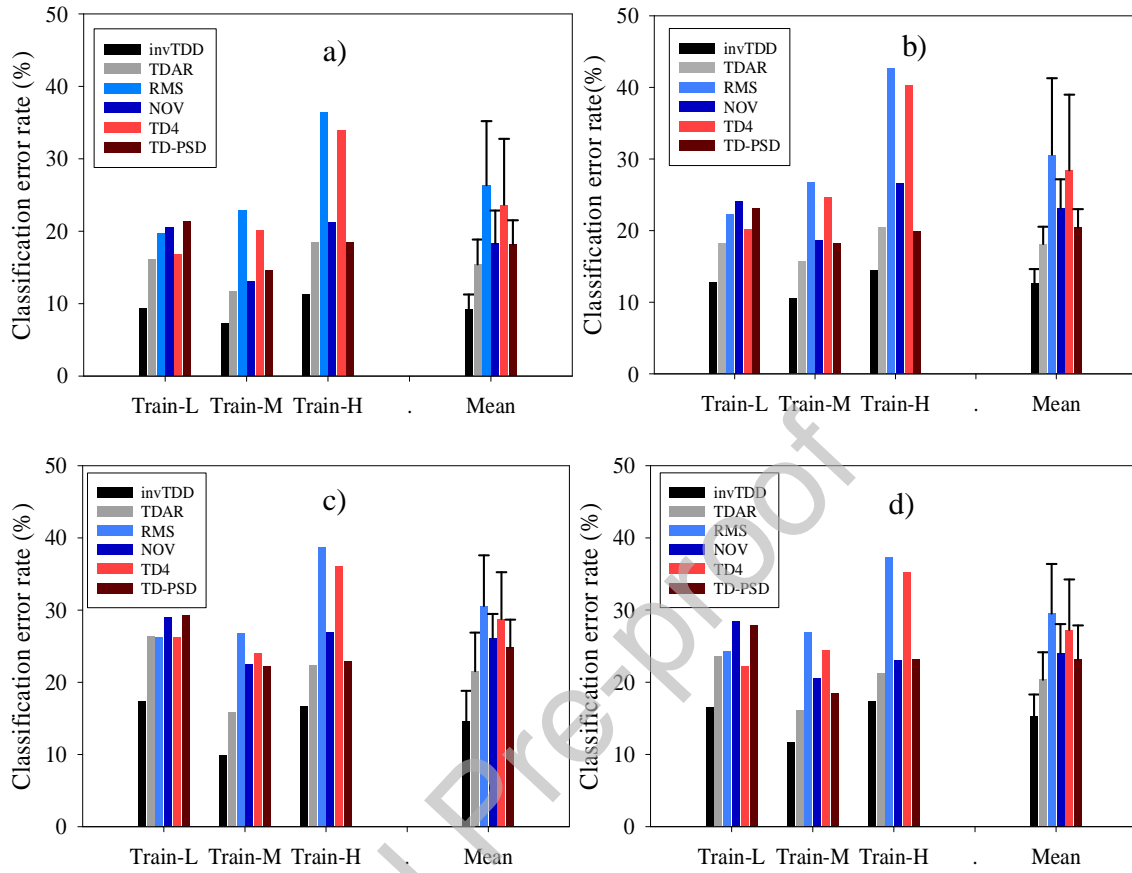 a)
Classification error rate (%)
50
40
30
20
10
0
invTDD
TDAR
RMS
NOV
TD4
TD-PSD
Train-L Train-M Train-H . Mean
b)
Classification error rate(%)
50
40
30
20
10
0
invTDD
TDAR
RMS
NOV
TD4
TD-PSD
Train-L Train-M Train-H . Mean
c)
Classification error rate (%)
50
40
30
20
10
0
invTDD
TDAR
RMS
NOV
TD4
TD-PSD
Train-L Train-M Train-H . Mean
d)
Classification error rate (%)
50
40
30
20
10
0
invTDD
TDAR
RMS
NOV
TD4
TD-PSD
Train-L Train-M Train-H . Mean
Pre-proof